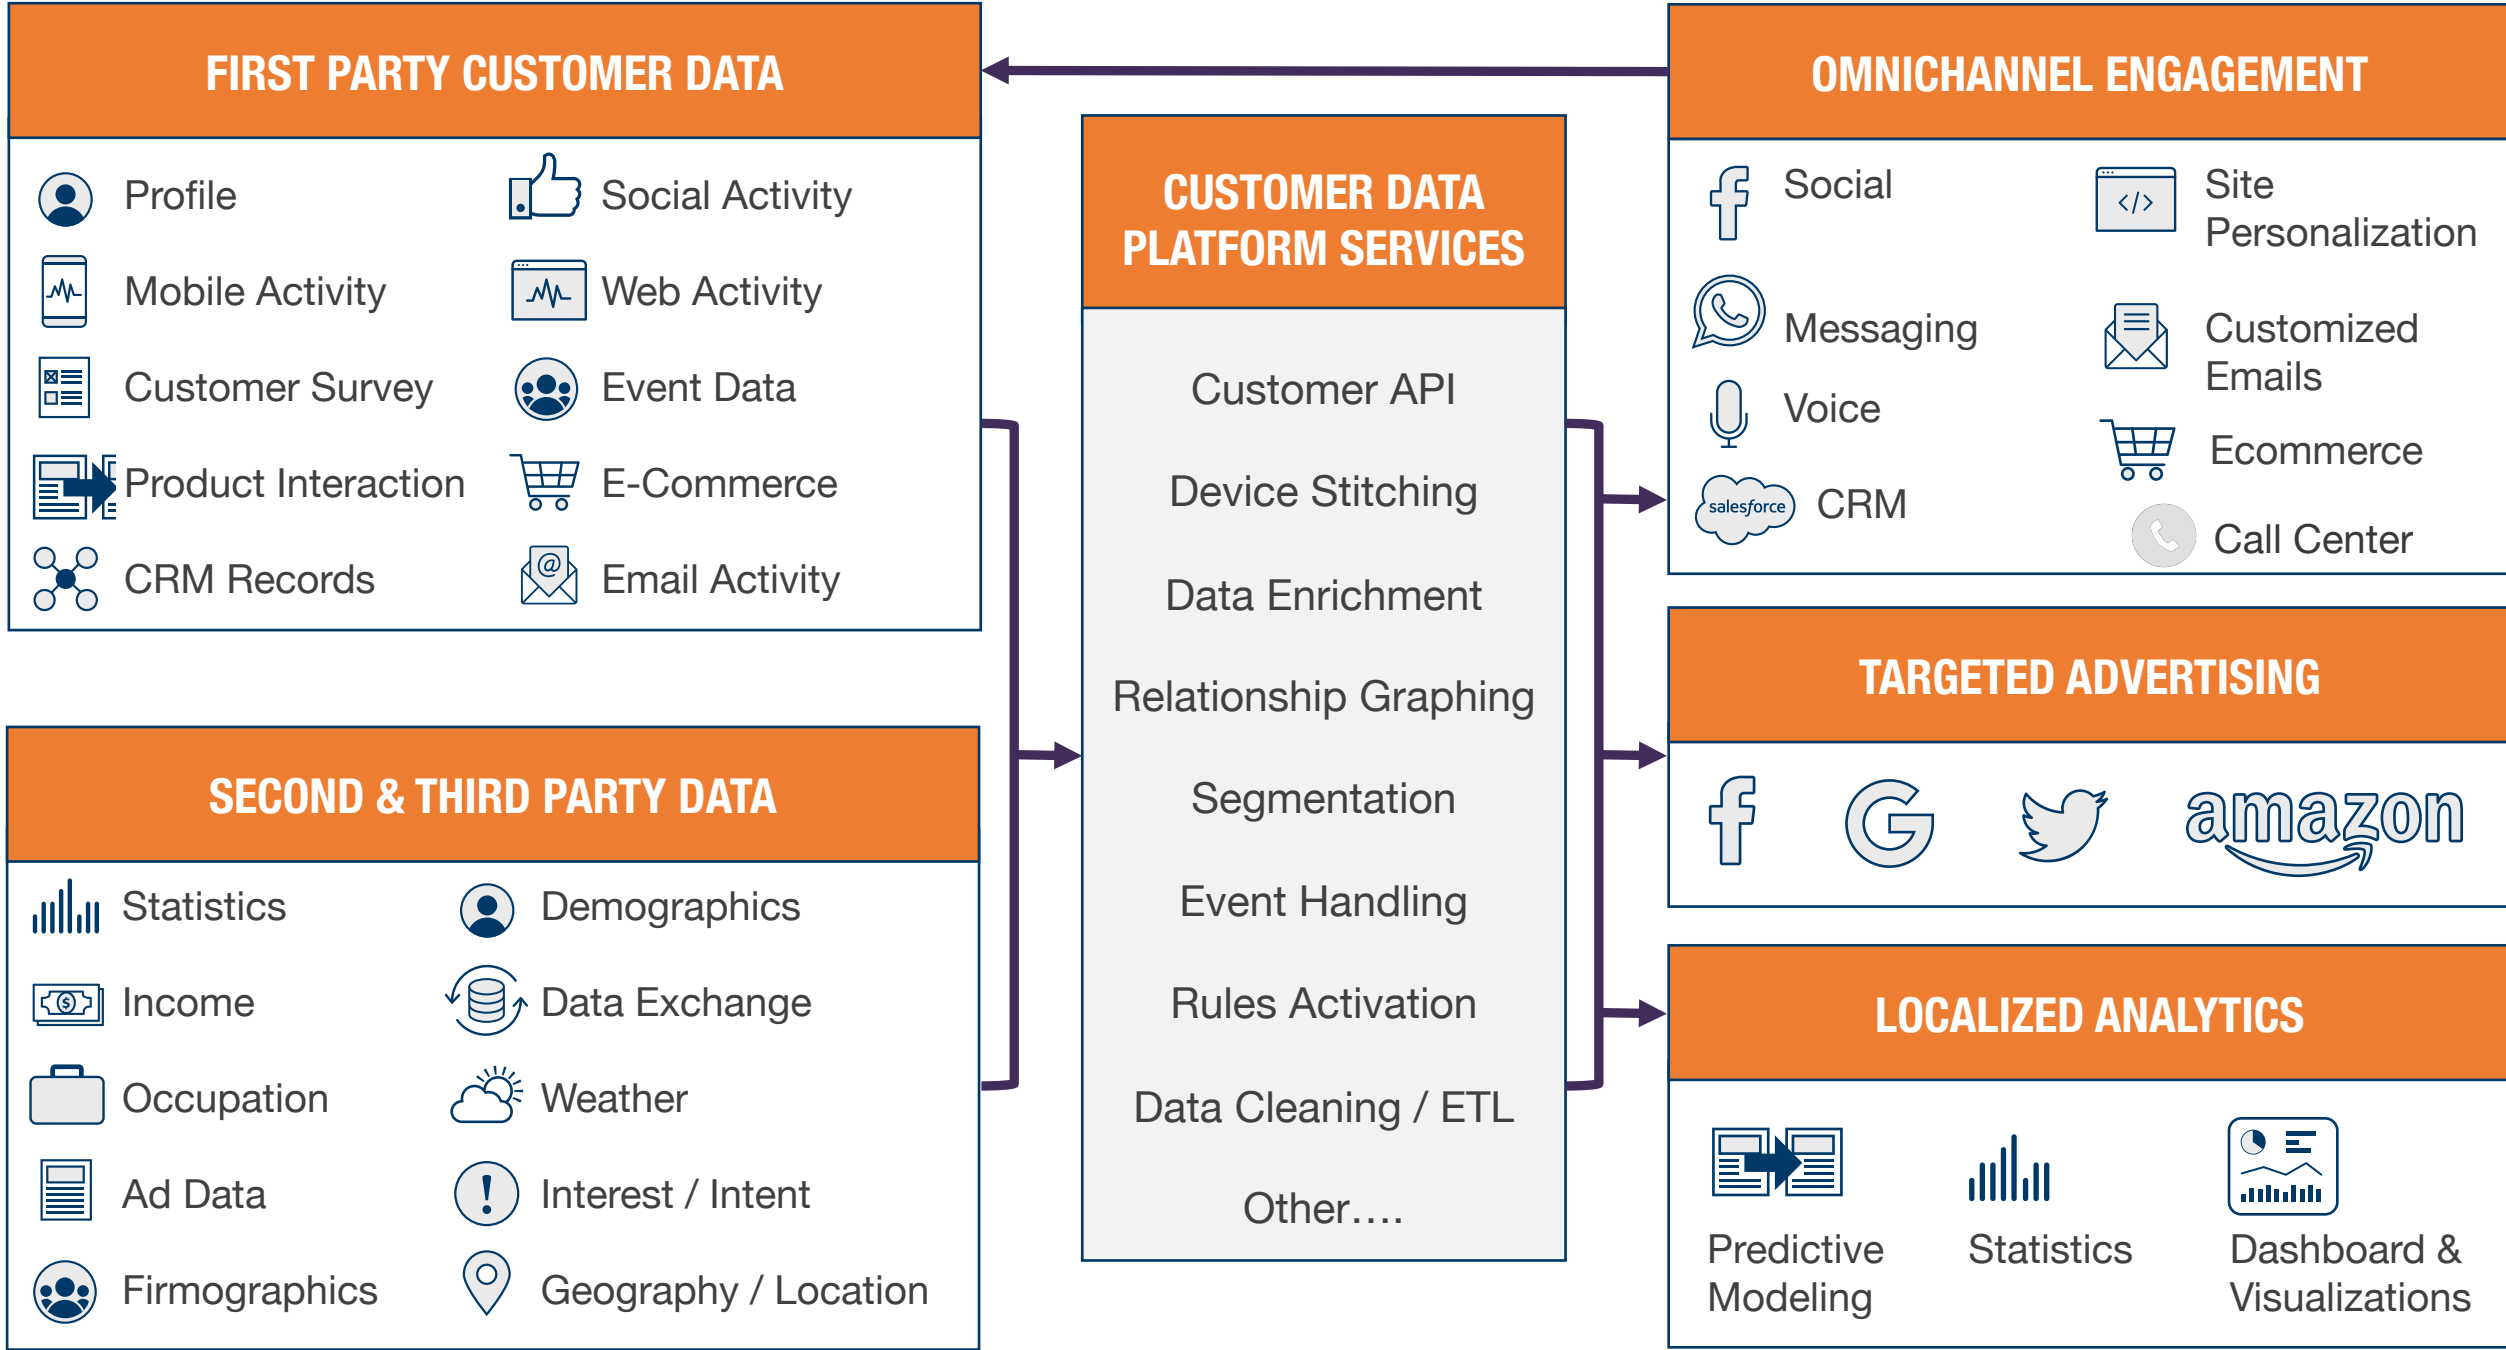 FIRST PARTY CUSTOMER DATA
Profile
Social Activity
Mobile Activity
Web Activity
Customer Survey
Event Data
Product Interaction
E-Commerce
CRM Records
@
Email Activity
SECOND & THIRD PARTY DATA
Statistics
Demographics
$
Income
Data Exchange
Occupation
Weather
Ad Data
!
Interest / Intent
Firmographics
Geography / Location
CUSTOMER DATA
PLATFORM SERVICES
Customer API
Device Stitching
Data Enrichment
Relationship Graphing
Segmentation
Event Handling
Rules Activation
Data Cleaning / ETL
Other....
OMNICHANNEL ENGAGEMENT
f
Social
</>
Site
Personalization
Messaging
Customized
Emails
Voice
Ecommerce
salesforce
CRM
Call Center
TARGETED ADVERTISING
f
G
amazon
LOCALIZED ANALYTICS
Predictive
Modeling
Statistics
Dashboard &
Visualizations